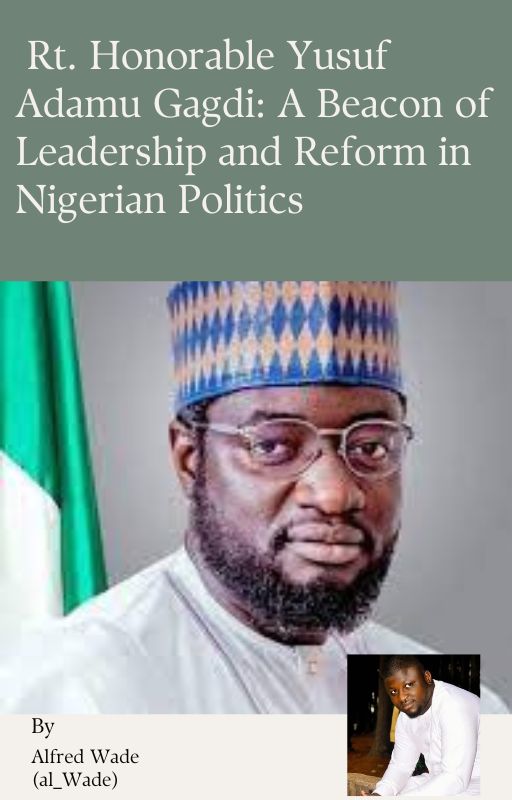 Rt. Honorable Yusuf
Adamu Gagdi: A Beacon of
Leadership and Reform in
Nigerian Politics
By
Alfred Wade
(al_Wade)